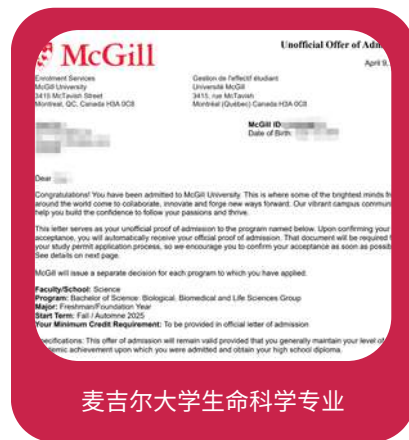 McGill
Unofficial Offer of
April 9,
Enrolment Services
McGill University
3415 McTavish Street
Montreal, QC, Canada H3A 0C8
Gestion de l'effectif étudiant
Université McGill
3415, rue McTavish
Montréal (Québec) Canada H3A 0C8
McGill ID:
Date of Birth:
Dear
Congratulations! You have been admitted to McGill University. This is where some of the brightest minds
around the world come to collaborate, innovate and forge new ways forward. Our vibrant campus
help you build the confidence to follow your passions and thrive.
This letter serves as your unofficial proof of admission to the program named below. Upon confirming your
acceptance, you will automatically receive your official proof of admission. That document will be required
your study permit application process, so we encourage you to confirm your acceptance as soon as
See details on next page.
McGill will issue a separate decision for each program to which you have applied.
Faculty/School: Science
Program: Bachelor of Science: Biological, Biomedical and Life Sciences Group
Major: Freshman/Foundation Year
Start Term: Fall / Automne 2025
Your Minimum Credit Requirement: To be provided in official letter of admission
This offer of admission will remain valid provided that you generally maintain your level of
achievement upon which you were admitted and obtain your high school diploma.
麦吉尔大学生命科学专业